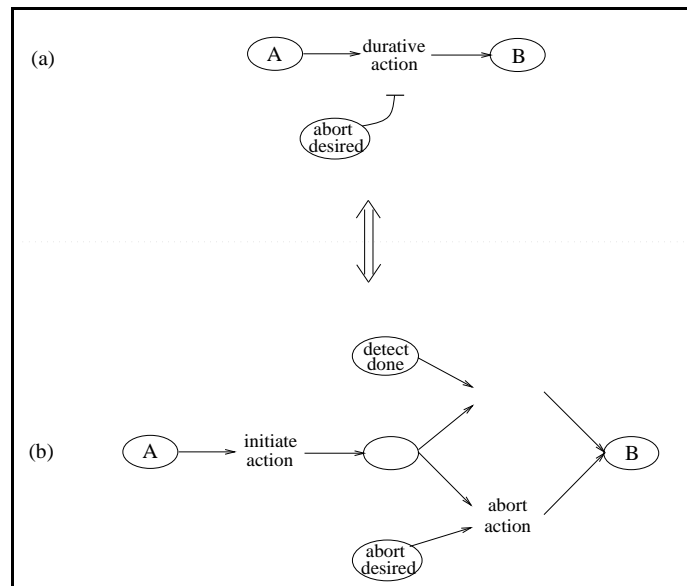 (a)
A
durative
action
B
abort
desired
detect
done
(b)
A
initiate
action
B
abort
action
abort
desired